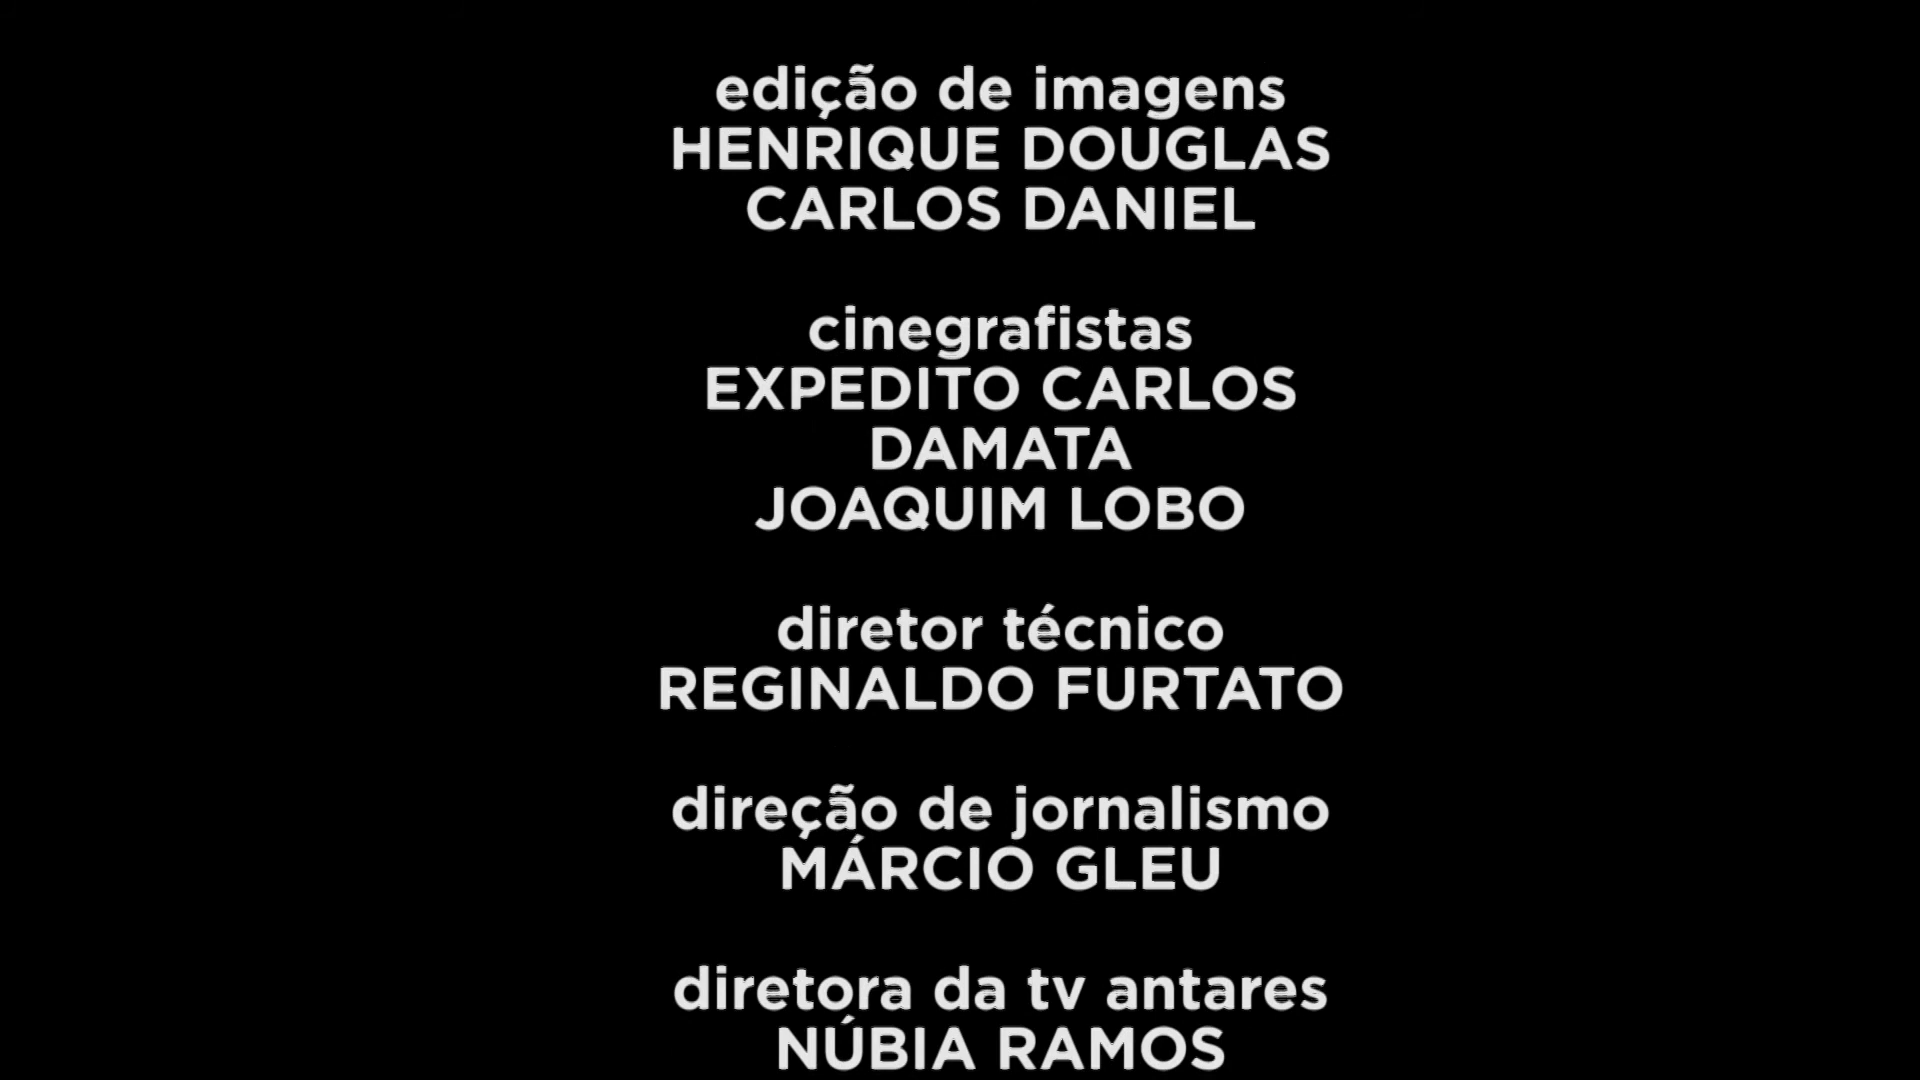 edição de imagens
HENRIQUE DOUGLAS
CARLOS DANIEL
cinegrafistas
EXPEDITO CARLOS
DAMATA
JOAQUIM LOBO
diretor técnico
REGINALDO FURTATO
direção de jornalismo
MÁRCIO GLEU
diretora da tv antares
NÚBIA RAMOS